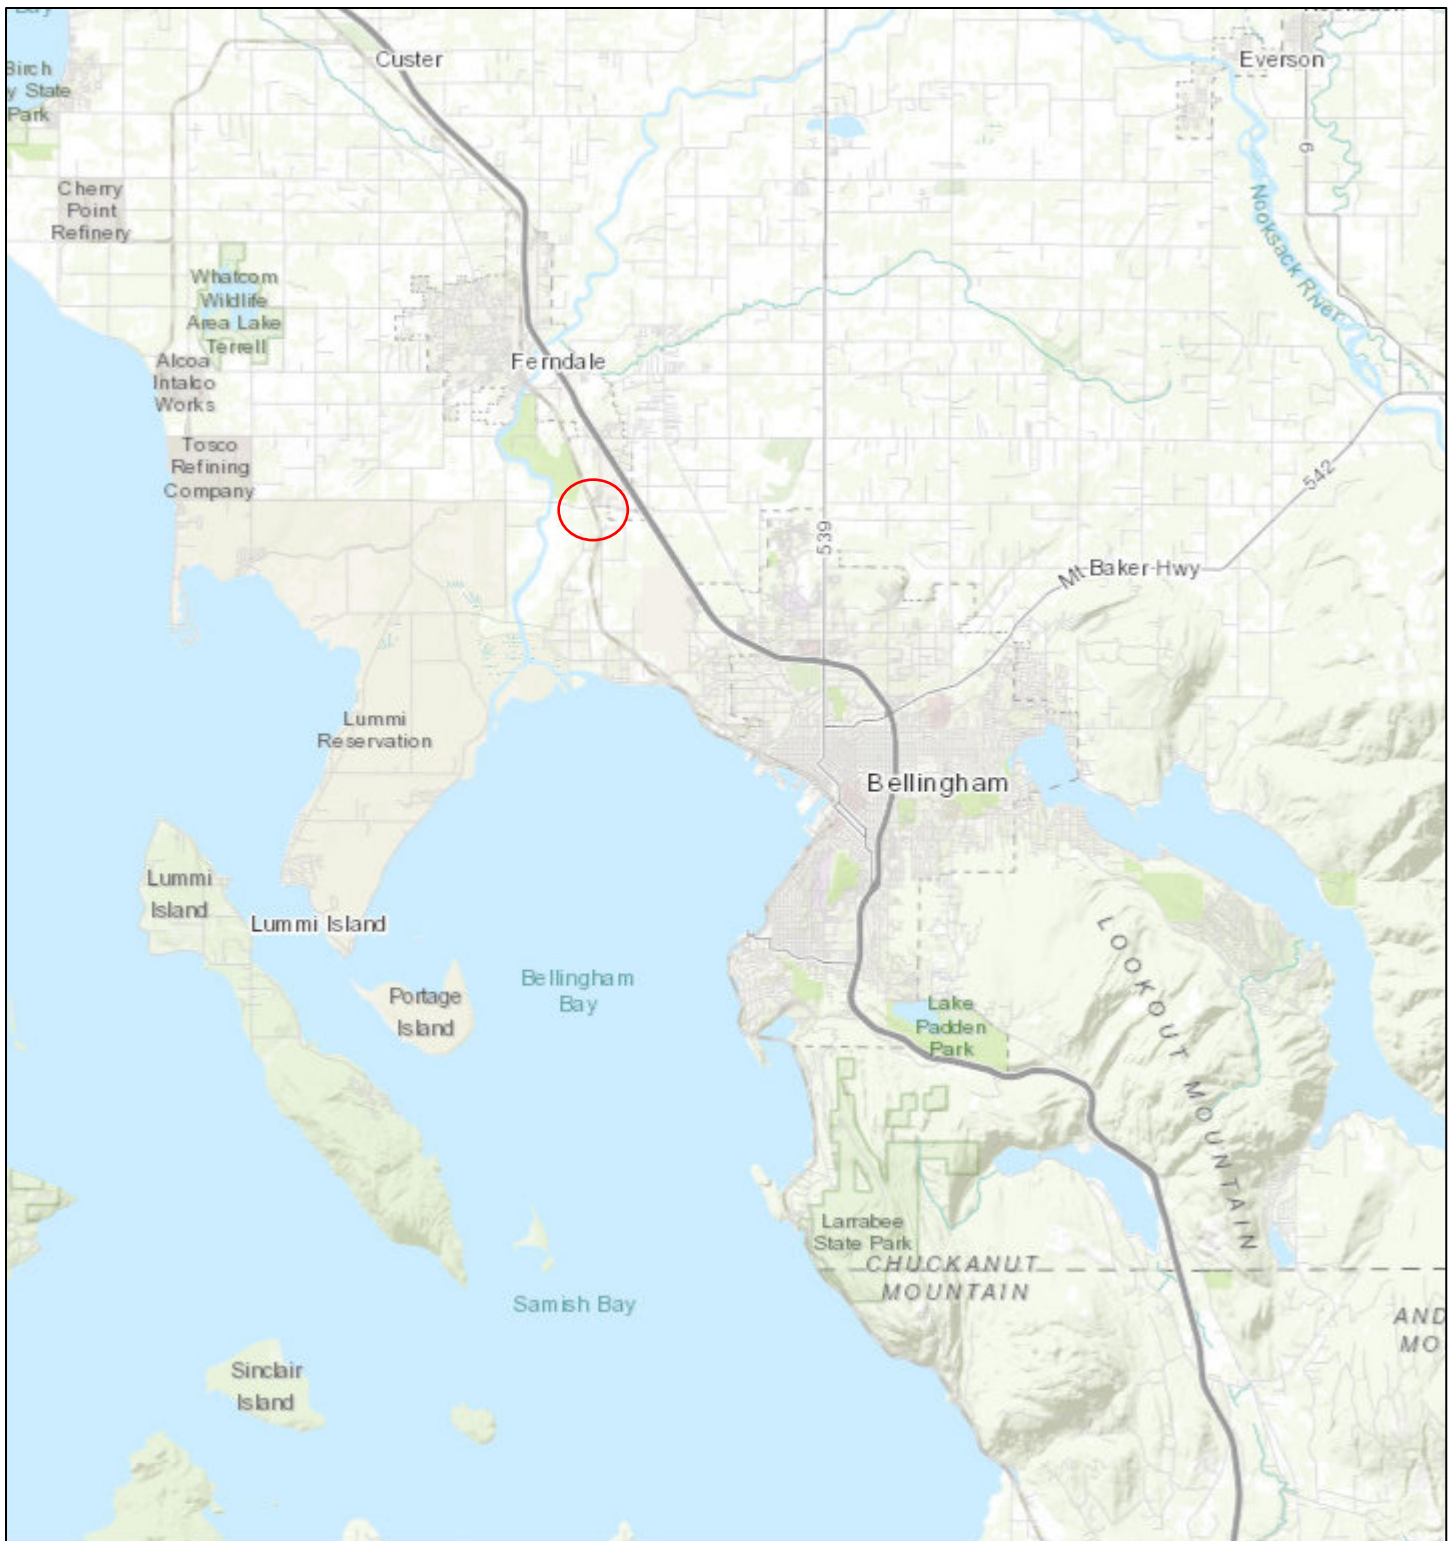 Bay
Nooksack
Custer
Everson
Birch
y State
Park
9
Cherry
Point
Refinery
Nooksack River
Whatcom
Wildlife
Area Lake
Terrell
Alcoa
Intalco
Works
Ferndale
Tosco
Refining
Company
542
539
Mt Baker Hwy
Lummi
Reservation
Bellingham
Lummi
Island
Lummi Island
LOOKOUT MOUNTAIN
Bellingham
Bay
Portage
Island
Lake
Padden
Park
Larrabee
State Park
CHUCKANUT
MOUNTAIN
Samish Bay
AND
MO
Sinclair
Island